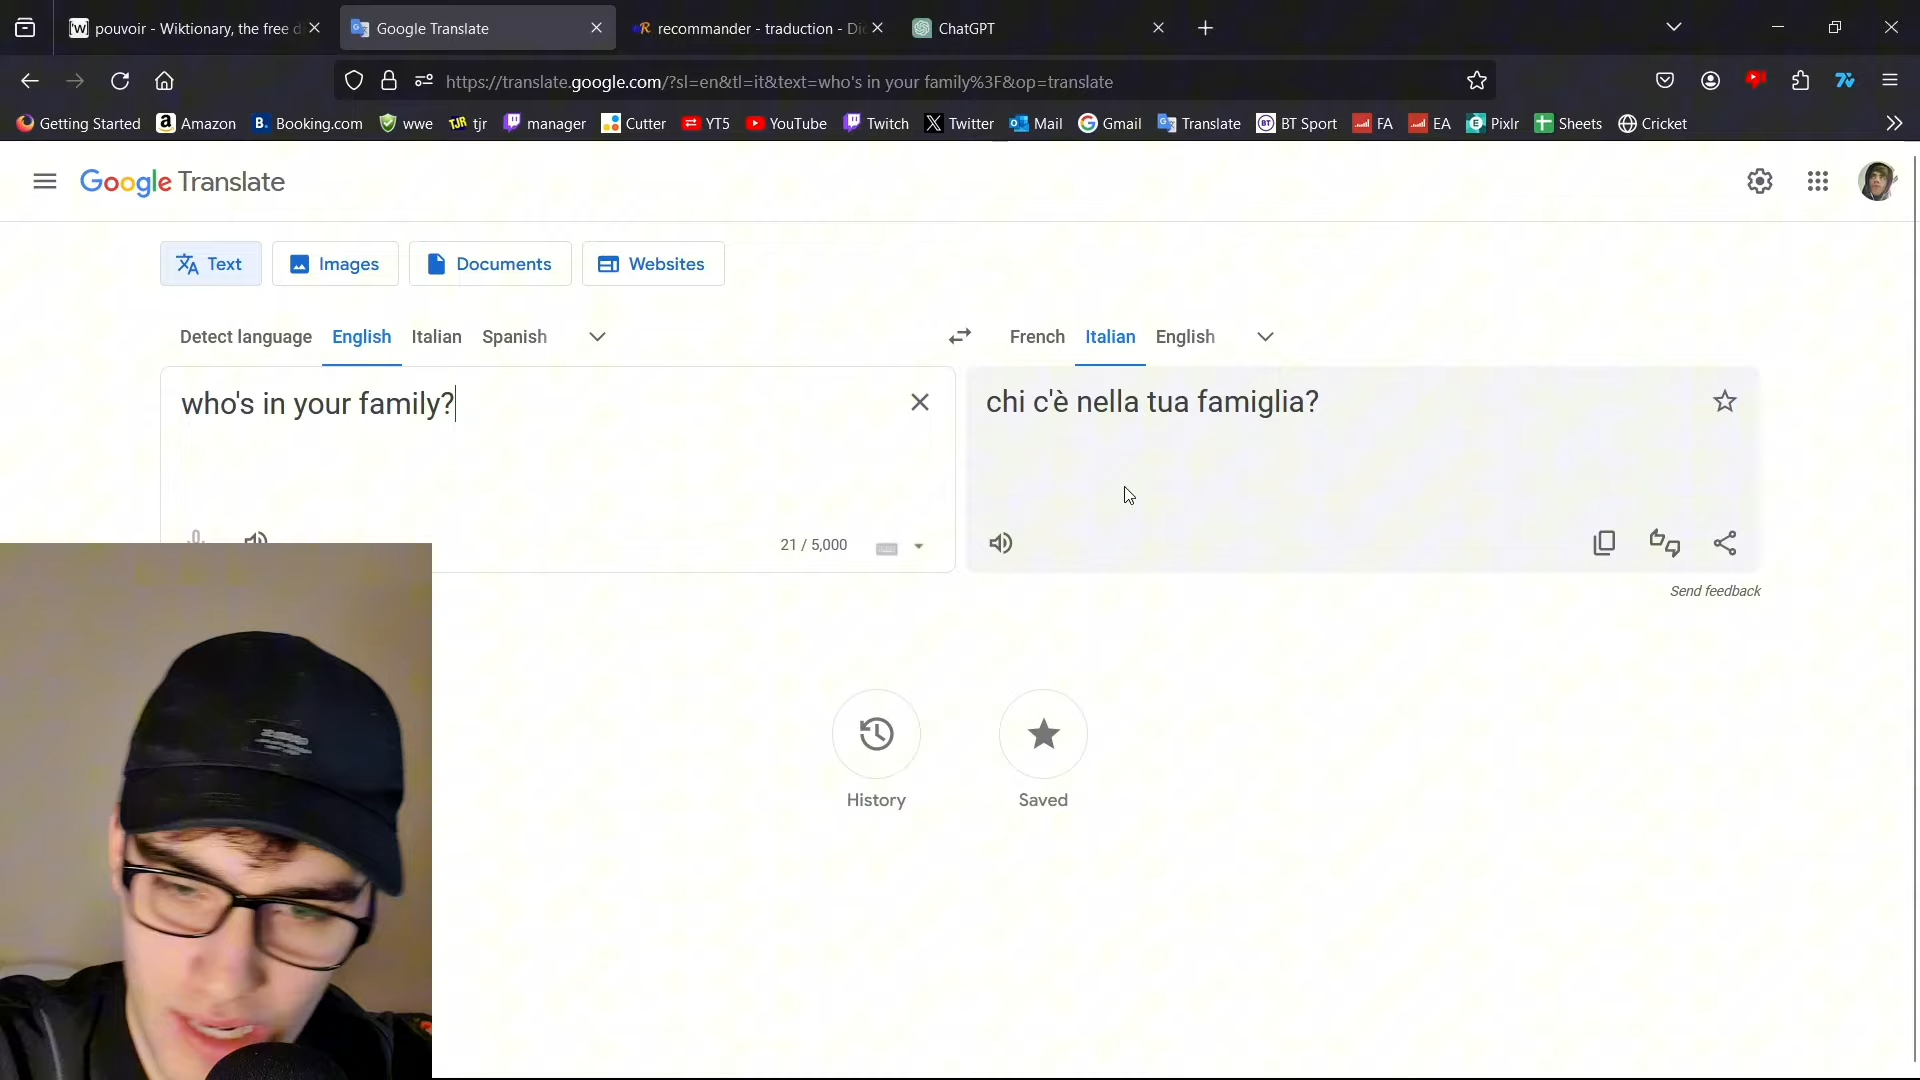 pouvoir - Wiktionary, the free d
Google Translate
recommander - traduction - Di
ChatGPT
https://translate.google.com/?sl=en&tl=it&text=who's in your family%3F&op=translate
Getting Started
Amazon
Booking.com
wwe
tjr
manager
Cutter
YT5
YouTube
Twitch
Twitter
Mail
Gmail
Translate
BT Sport
FA
EA
Pixlr
Sheets
Cricket
Google Translate
Text
Images
Documents
Websites
Detect language
English
Italian
Spanish
French
Italian
English
who's in your family?
chi c'è nella tua famiglia?
21 / 5,000
Send feedback
History
Saved